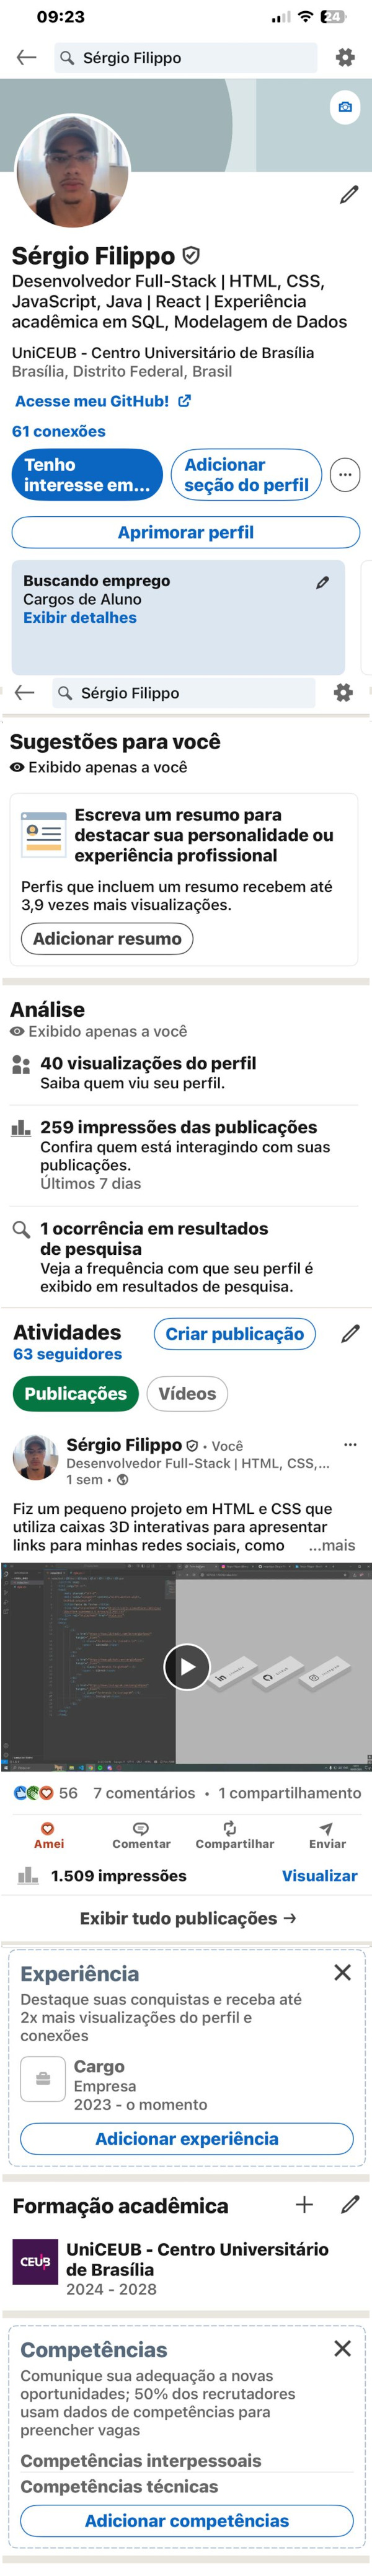 09:23
24
Sérgio Filippo
Sérgio Filippo
Desenvolvedor Full-Stack | HTML, CSS,
JavaScript, Java | React | Experiência
acadêmica em SQL, Modelagem de Dados
UniCEUB - Centro Universitário de Brasília
Brasília, Distrito Federal, Brasil
Acesse meu GitHub!
61 conexões
Tenho
interesse em...
Adicionar
seção do perfil
Aprimorar perfil
Buscando emprego
Cargos de Aluno
Exibir detalhes
Sérgio Filippo
Sugestões para você
Exibido apenas a você
Escreva um resumo para
destacar sua personalidade ou
experiência profissional
Perfis que incluem um resumo recebem até
3,9 vezes mais visualizações.
Adicionar resumo
Análise
Exibido apenas a você
40 visualizações do perfil
Saiba quem viu seu perfil.
259 impressões das publicações
Confira quem está interagindo com suas
publicações.
Últimos 7 dias
1 ocorrência em resultados
de pesquisa
Veja a frequência com que seu perfil é
exibido em resultados de pesquisa.
Atividades
Criar publicação
63 seguidores
Publicações
Vídeos
Sérgio Filippo • Você
Desenvolvedor Full-Stack | HTML, CSS,...
1 sem •
Fiz um pequeno projeto em HTML e CSS que
utiliza caixas 3D interativas para apresentar
links para minhas redes sociais, como ...mais
56 7 comentários • 1 compartilhamento
Amei
Comentar
Compartilhar
Enviar
1.509 impressões
Visualizar
Exibir tudo publicações →
Experiência
Destaque suas conquistas e receba até
2x mais visualizações do perfil e
conexões
Cargo
Empresa
2023 - o momento
Adicionar experiência
Formação acadêmica
CEUB
UniCEUB - Centro Universitário
de Brasília
2024 - 2028
Competências
Comunique sua adequação a novas
oportunidades; 50% dos recrutadores
usam dados de competências para
preencher vagas
Competências interpessoais
Competências técnicas
Adicionar competências